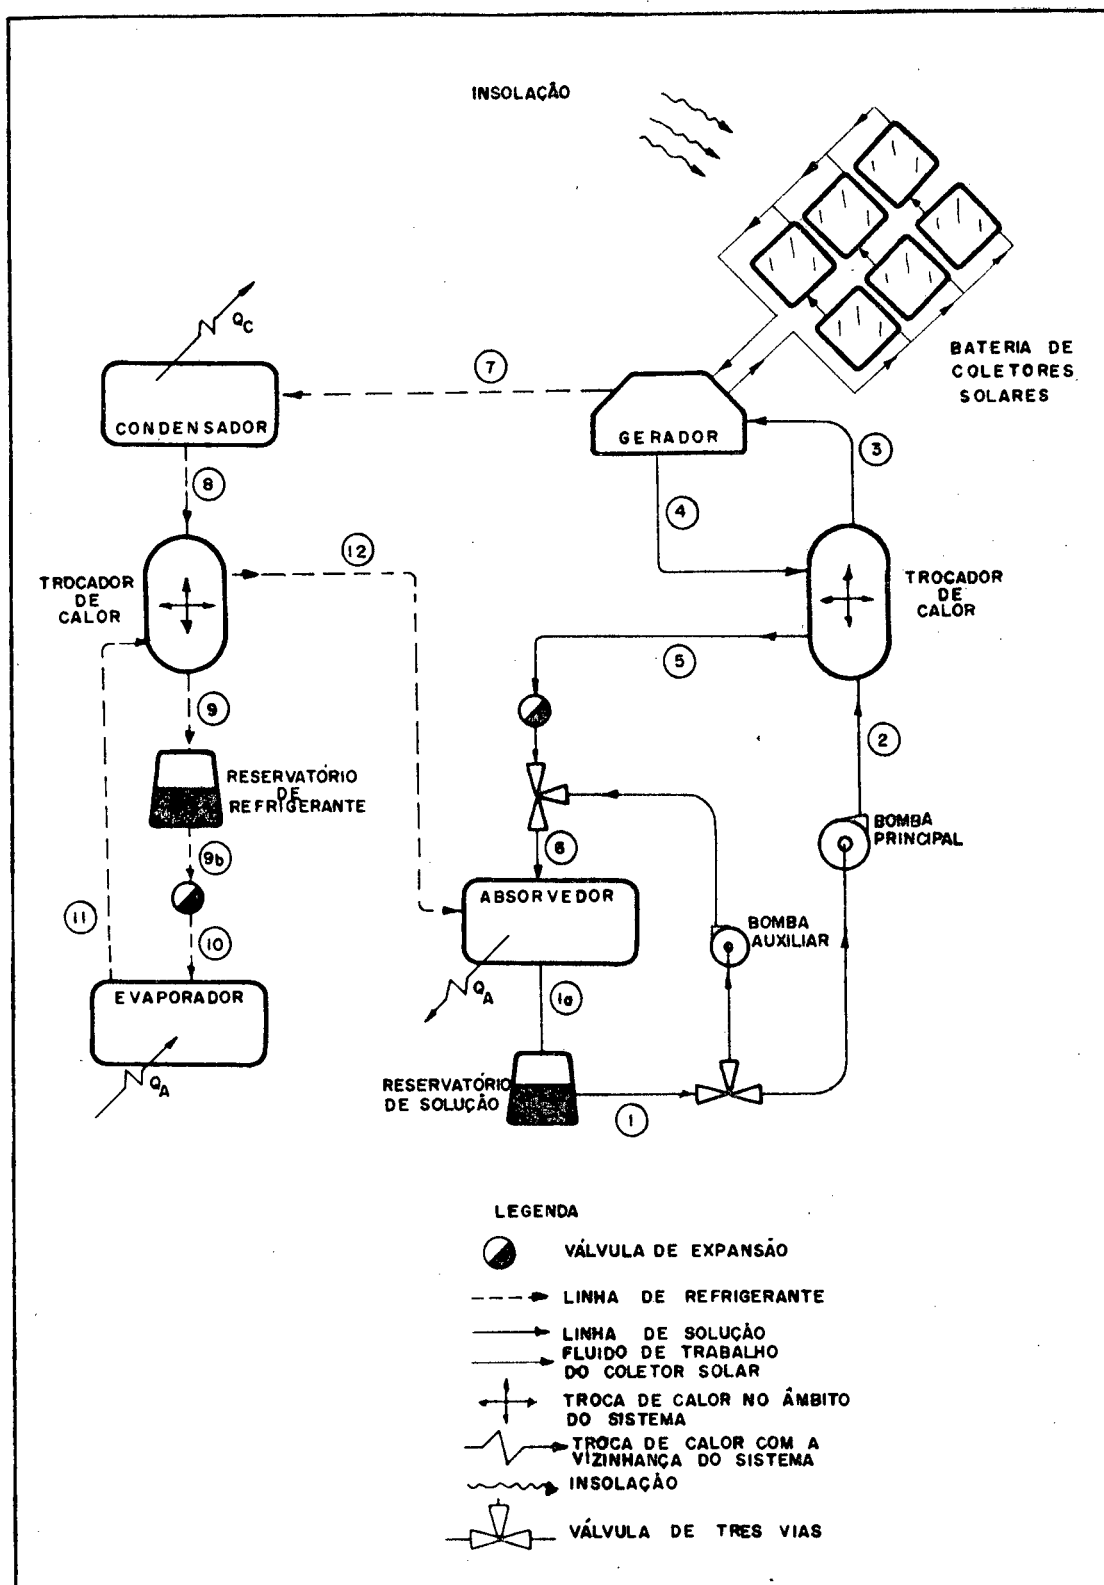 INSOLAÇÃO
BATERIA DE
COLETORES
SOLARES
Q_C
7
CONDENSADOR
GERADOR
3
8
4
12
TROCADOR
DE
CALOR
TROCADOR
DE
CALOR
5
9
2
RESERVATÓRIO
DE
REFRIGERANTE
BOMBA
PRINCIPAL
9b
6
ABSORVEDOR
11
10
BOMBA
AUXILIAR
EVAPORADOR
Q_A
1a
Q_A
RESERVATÓRIO
DE SOLUÇÃO
1
LEGENDA
VÁLVULA DE EXPANSÃO
LINHA DE REFRIGERANTE
LINHA DE SOLUÇÃO
FLUIDO DE TRABALHO
DO COLETOR SOLAR
TROCA DE CALOR NO ÂMBITO
DO SISTEMA
TROCA DE CALOR COM A
VIZINHANÇA DO SISTEMA
INSOLAÇÃO
VÁLVULA DE TRES VIAS